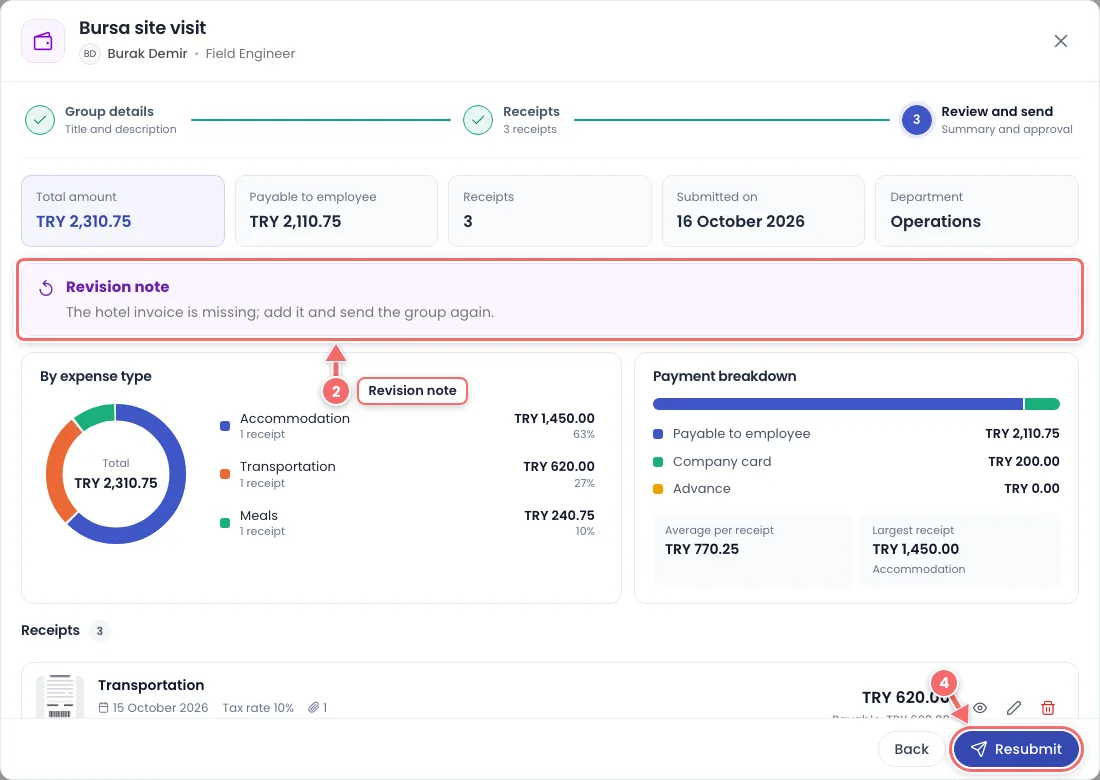 Bursa site visit
BD Burak Demir • Field Engineer
Group details
Title and description
Receipts
3 receipts
3
Review and send
Summary and approval
Total amount
TRY 2,310.75
Payable to employee
TRY 2,110.75
Receipts
3
Submitted on
16 October 2026
Department
Operations
Revision note
The hotel invoice is missing; add it and send the group again.
2 Revision note
By expense type
Total
TRY 2,310.75
Accommodation TRY 1,450.00
1 receipt 63%
Transportation TRY 620.00
1 receipt 27%
Meals TRY 240.75
1 receipt 10%
Payment breakdown
Payable to employee TRY 2,110.75
Company card TRY 200.00
Advance TRY 0.00
Average per receipt
TRY 770.25
Largest receipt
TRY 1,450.00
Accommodation
Receipts 3
Transportation
15 October 2026 Tax rate 10% 1
TRY 620.00
4
Back Resubmit